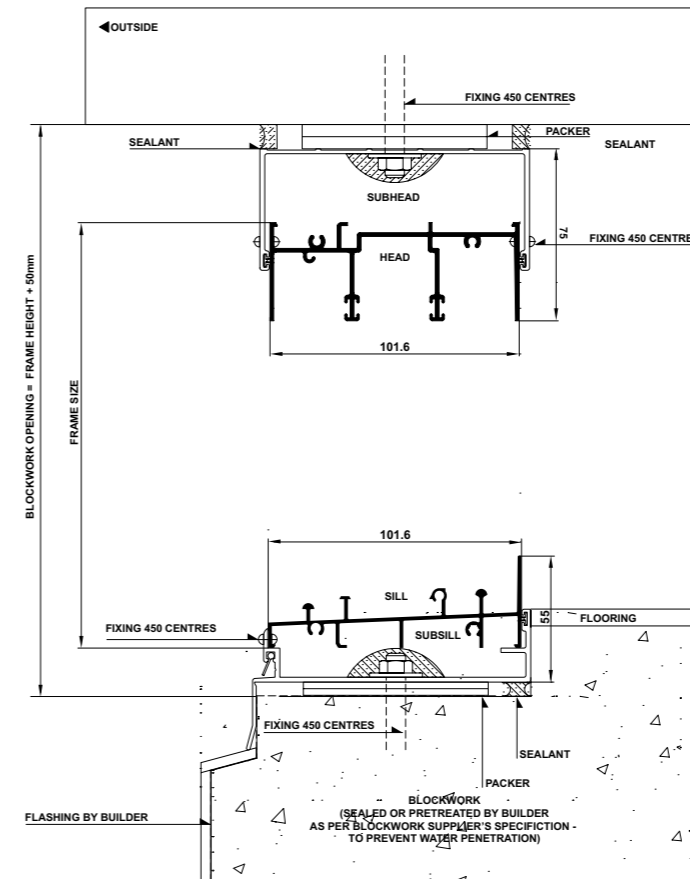 OUTSIDE
FIXING 450 CENTRES
PACKER
SEALANT
SEALANT
SUBHEAD
75
FIXING 450 CENTRE
HEAD
101.6
BLOCKWORK OPENING = FRAME HEIGHT + 50mm
FRAME SIZE
101.6
SILL
55
FLOORING
FIXING 450 CENTRES
SUBSILL
FIXING 450 CENTRES
SEALANT
PACKER
FLASHING BY BUILDER
BLOCKWORK
(SEALED OR PRETREATED BY BUILDER
AS PER BLOCKWORK SUPPLIER'S SPECIFICTION -
TO PREVENT WATER PENETRATION)